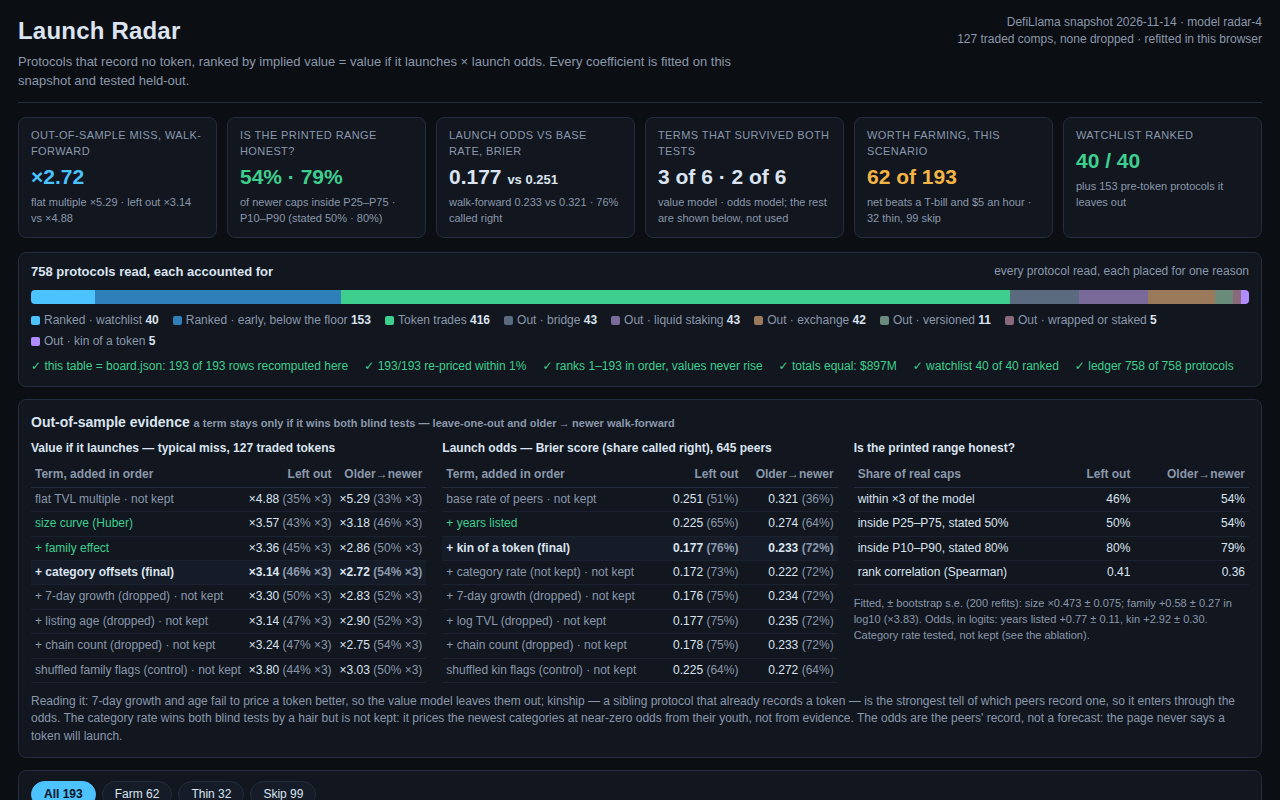 Launch Radar
DefiLlama snapshot 2026-11-14 · model radar-4
127 traded comps, none dropped · refitted in this browser
Protocols that record no token, ranked by implied value = value if it launches × launch odds. Every coefficient is fitted on this
snapshot and tested held-out.
OUT-OF-SAMPLE MISS, WALK-
FORWARD
×2.72
flat multiple ×5.29 · left out ×3.14
vs ×4.88
IS THE PRINTED RANGE
HONEST?
54% · 79%
of newer caps inside P25–P75 ·
P10–P90 (stated 50% · 80%)
LAUNCH ODDS VS BASE
RATE, BRIER
0.177 vs 0.251
walk-forward 0.233 vs 0.321 · 76%
called right
TERMS THAT SURVIVED BOTH
TESTS
3 of 6 · 2 of 6
value model · odds model; the rest
are shown below, not used
WORTH FARMING, THIS
SCENARIO
62 of 193
net beats a T-bill and $5 an hour ·
32 thin, 99 skip
WATCHLIST RANKED
40 / 40
plus 153 pre-token protocols it
leaves out
758 protocols read, each accounted for
every protocol read, each placed for one reason
Ranked · watchlist 40
Ranked · early, below the floor 153
Token trades 416
Out · bridge 43
Out · liquid staking 43
Out · exchange 42
Out · versioned 11
Out · wrapped or staked 5
Out · kin of a token 5
✓ this table = board.json: 193 of 193 rows recomputed here ✓ 193/193 re-priced within 1% ✓ ranks 1–193 in order, values never rise ✓ totals equal: $897M ✓ watchlist 40 of 40 ranked ✓ ledger 758 of 758 protocols
Out-of-sample evidence a term stays only if it wins both blind tests — leave-one-out and older → newer walk-forward
Value if it launches — typical miss, 127 traded tokens
Term, added in order Left out Older→newer
flat TVL multiple · not kept ×4.88 (35% ×3) ×5.29 (33% ×3)
size curve (Huber) ×3.57 (43% ×3) ×3.18 (46% ×3)
+ family effect ×3.36 (45% ×3) ×2.86 (50% ×3)
+ category offsets (final) ×3.14 (46% ×3) ×2.72 (54% ×3)
+ 7-day growth (dropped) · not kept ×3.30 (50% ×3) ×2.83 (52% ×3)
+ listing age (dropped) · not kept ×3.14 (47% ×3) ×2.90 (52% ×3)
+ chain count (dropped) · not kept ×3.24 (47% ×3) ×2.75 (54% ×3)
shuffled family flags (control) · not kept ×3.80 (44% ×3) ×3.03 (50% ×3)
Launch odds — Brier score (share called right), 645 peers
Term, added in order Left out Older→newer
base rate of peers · not kept 0.251 (51%) 0.321 (36%)
+ years listed 0.225 (65%) 0.274 (64%)
+ kin of a token (final) 0.177 (76%) 0.233 (72%)
+ category rate (not kept) · not kept 0.172 (73%) 0.222 (72%)
+ 7-day growth (dropped) · not kept 0.176 (75%) 0.234 (72%)
+ log TVL (dropped) · not kept 0.177 (75%) 0.235 (72%)
+ chain count (dropped) · not kept 0.178 (75%) 0.233 (72%)
shuffled kin flags (control) · not kept 0.225 (64%) 0.272 (64%)
Is the printed range honest?
Share of real caps Left out Older→newer
within ×3 of the model 46% 54%
inside P25–P75, stated 50% 50% 54%
inside P10–P90, stated 80% 80% 79%
rank correlation (Spearman) 0.41 0.36
Fitted, ± bootstrap s.e. (200 refits): size ×0.473 ± 0.075; family +0.58 ± 0.27 in
log10 (×3.83). Odds, in logits: years listed +0.77 ± 0.11, kin +2.92 ± 0.30.
Category rate tested, not kept (see the ablation).
Reading it: 7-day growth and age fail to price a token better, so the value model leaves them out; kinship — a sibling protocol that already records a token — is the strongest tell of which peers record one, so it enters through the
odds. The category rate wins both blind tests by a hair but is not kept: it prices the newest categories at near-zero odds from their youth, not from evidence. The odds are the peers' record, not a forecast: the page never says a
token will launch.
All 193
Farm 62
Thin 32
Skip 99